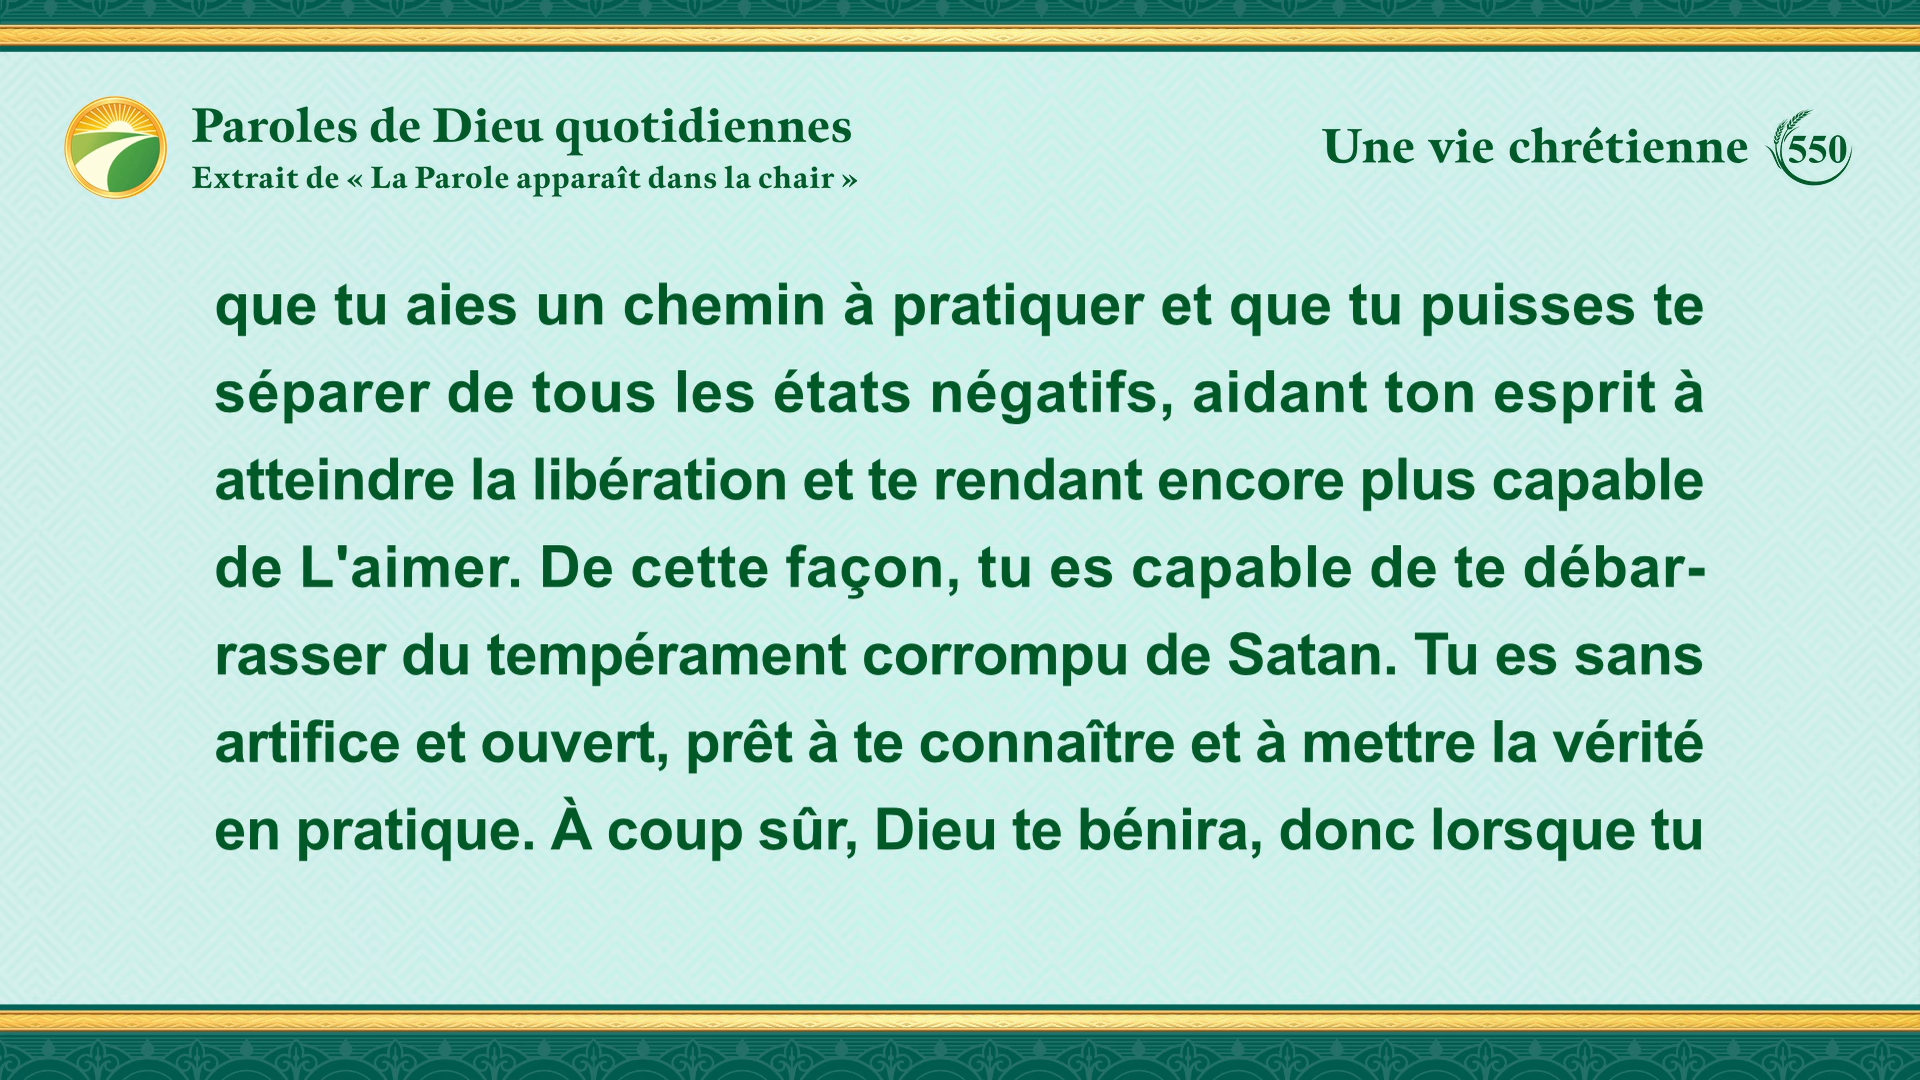 Paroles de Dieu quotidiennes
Extrait de « La Parole apparaît dans la chair »
Une vie chrétienne 550
que tu aies un chemin à pratiquer et que tu puisses te
séparer de tous les états négatifs, aidant ton esprit à
atteindre la libération et te rendant encore plus capable
de L'aimer. De cette façon, tu es capable de te débar-
rasser du tempérament corrompu de Satan. Tu es sans
artifice et ouvert, prêt à te connaître et à mettre la vérité
en pratique. À coup sûr, Dieu te bénira, donc lorsque tu